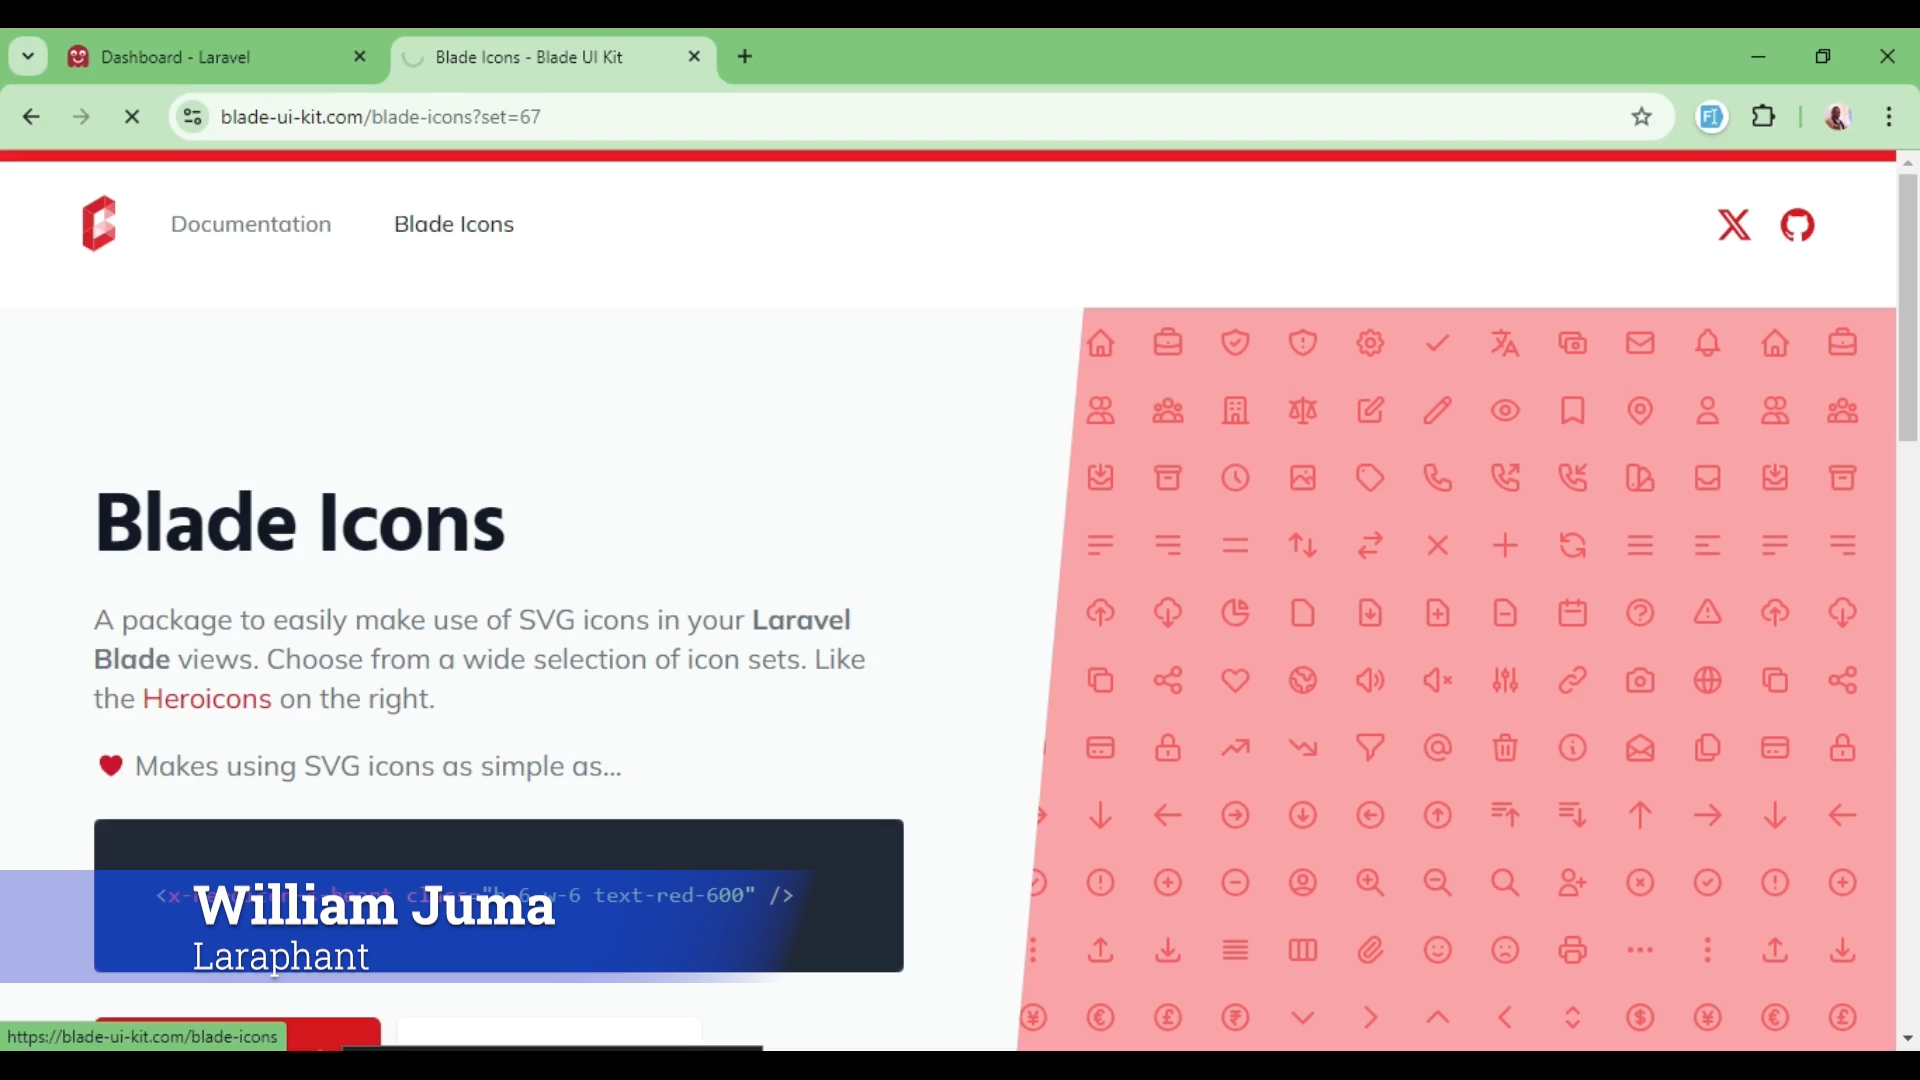 Dashboard - Laravel
Blade Icons - Blade UI Kit
blade-ui-kit.com/blade-icons?set=67
Documentation
Blade Icons
Blade Icons
A package to easily make use of SVG icons in your Laravel
Blade views. Choose from a wide selection of icon sets. Like
the Heroicons on the right.
Makes using SVG icons as simple as...
text-red-600" />
William Juma
Laraphant
https://blade-ui-kit.com/blade-icons